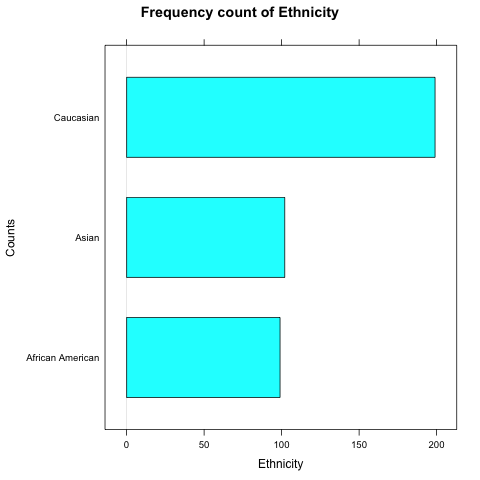 Frequency count of Ethnicity
Counts
Caucasian
Asian
African American
0 50 100 150 200
Ethnicity